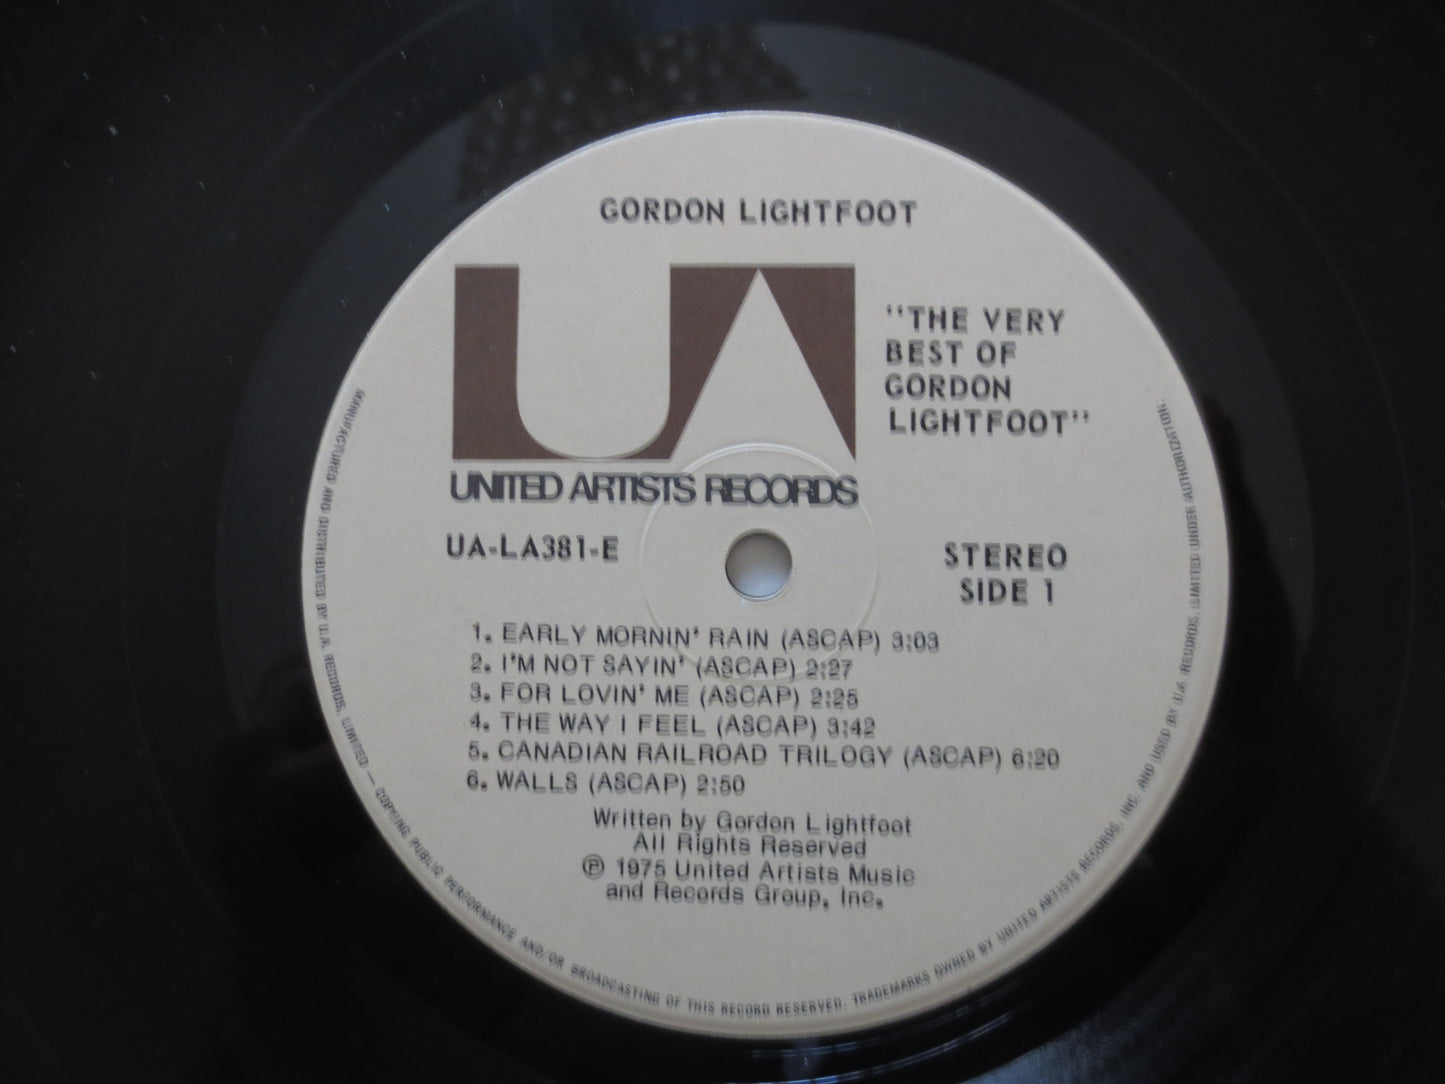 GORDON LIGHTFOOT
UA
"THE VERY
BEST OF
GORDON
LIGHTFOOT"
UNITED ARTISTS RECORDS
UA-LA381-E
STEREO
SIDE 1
1. EARLY MORNIN' RAIN (ASCAP) 3:03
2. I'M NOT SAYIN' (ASCAP) 2:27
3. FOR LOVIN' ME (ASCAP) 2:25
4. THE WAY I FEEL (ASCAP) 3:42
5. CANADIAN RAILROAD TRILOGY (ASCAP) 6:20
6. WALLS (ASCAP) 2:50
Written by Gordon Lightfoot
All Rights Reserved
Ⓟ 1975 United Artists Music
and Records Group, Inc.
MANUFACTURED AND DISTRIBUTED BY U.A. RECORDS, LIMITED — COPYING PUBLIC PERFORMANCE AND/OR BROADCASTING OF THIS RECORD RESERVED. TRADEMARKS OWNED BY UNITED ARTISTS RECORDS, INC. AND USED BY U.A. RECORDS, LIMITED UNDER AUTHORIZATION.